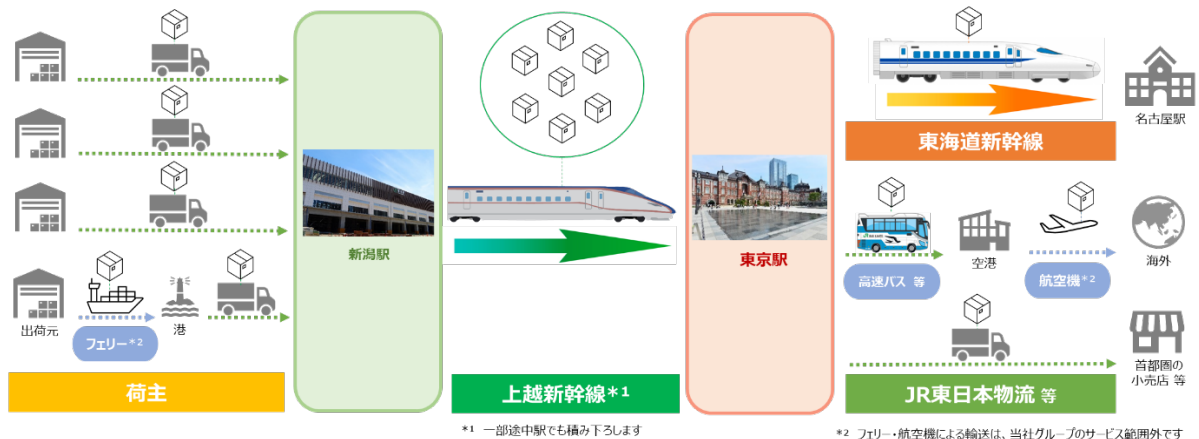 出荷元
フェリー*2
港
荷主
新潟駅
上越新幹線*1
*1 一部途中駅でも積み下ろします
東京駅
東海道新幹線
名古屋駅
高速バス 等
空港
航空機*2
海外
首都圏の
小売店 等
JR東日本物流 等
*2 フェリー・航空機による輸送は、当社グループのサービス範囲外です